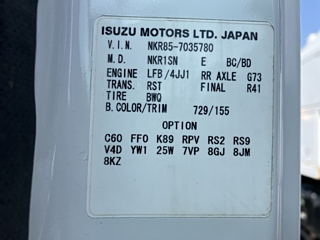 ISUZU MOTORS LTD. JAPAN
V.I.N. NKR85-7035780
M.D. NKR1SN E BC/BD
ENGINE LFB/4JJ1 RR AXLE G73
TRANS. RST FINAL R41
TIRE BWQ
B.COLOR/TRIM 729/155
OPTION
C60 FF0 K89 RPV RS2 RS9
V4D YW1 25W 7VP 8GJ 8JM
8KZ